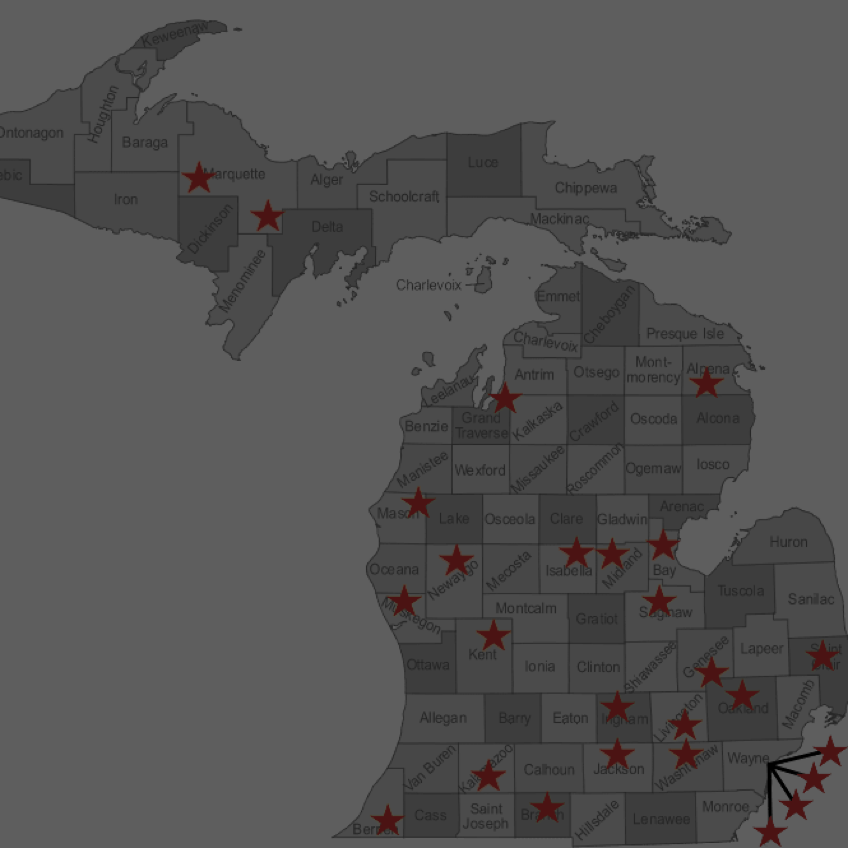 Keweenaw
Houghton
Ontonagon
Baraga
ebic
Iron
Marquette
Dickinson
Menominee
Alger
Delta
Schoolcraft
Luce
Chippewa
Mackinac
Charlevoix
Emmet
Cheboygan
Presque Isle
Charlevoix
Leelanau
Antrim
Otsego
Mont-
morency
Alpena
Benzie
Grand
Traverse
Kalkaska
Crawford
Oscoda
Alcona
Manistee
Wexford
Missaukee
Roscommon
Ogemaw
Iosco
Mason
Lake
Osceola
Clare
Gladwin
Arenac
Oceana
Newaygo
Mecosta
Isabella
Midland
Bay
Huron
Muskegon
Montcalm
Gratiot
Saginaw
Tuscola
Sanilac
Ottawa
Kent
Ionia
Clinton
Shiawassee
Genesee
Lapeer
Saint
Clair
Allegan
Barry
Eaton
Ingham
Livingston
Oakland
Macomb
Van Buren
Kalamazoo
Calhoun
Jackson
Washtenaw
Wayne
Berrien
Cass
Saint
Joseph
Branch
Hillsdale
Lenawee
Monroe